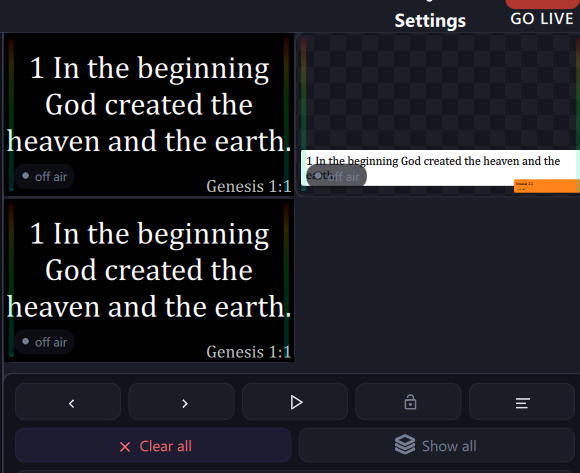 Settings
GO LIVE
1 In the beginning
God created the
heaven and the earth.
off air
Genesis 1:1
1 In the beginning God created the heaven and the
earth.
off air
1 In the beginning
God created the
heaven and the earth.
off air
Genesis 1:1
Clear all
Show all